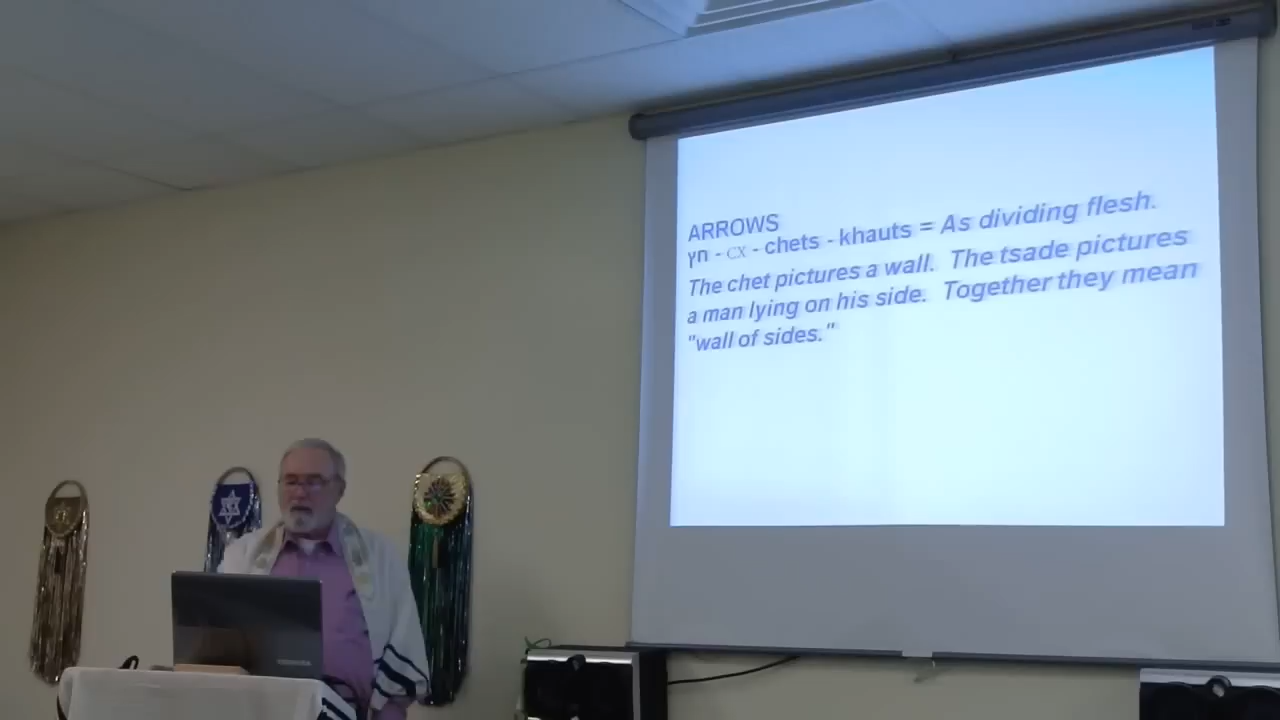 ARROWS
γn - cx - chets - khauts = As dividing flesh.
The chet pictures a wall. The tsade pictures
a man lying on his side. Together they mean
"wall of sides."
TOSHIBA